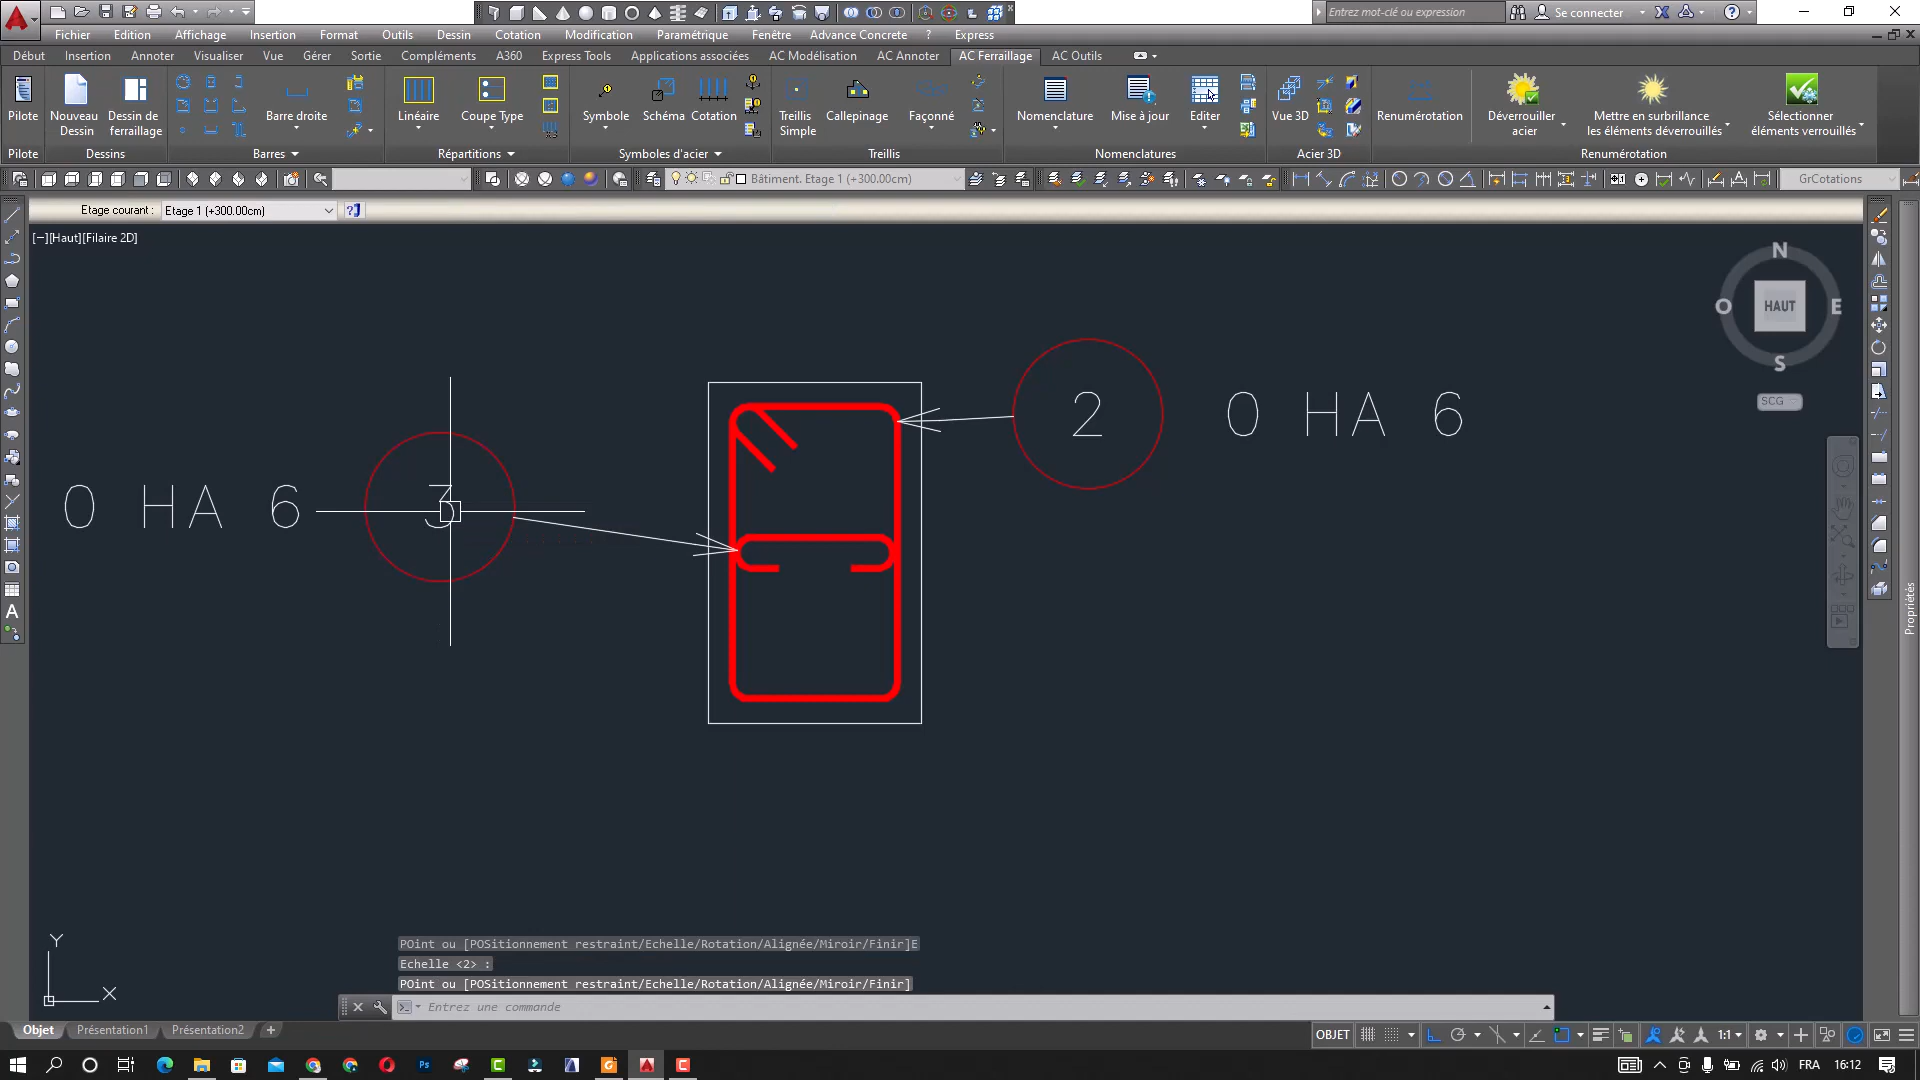 Entrez mot-clé ou expression
Se connecter
Fichier Edition Affichage Insertion Format Outils Dessin Cotation Modification Paramétrique Fenêtre Advance Concrete ? Express
Début Insertion Annoter Visualiser Vue Gérer Sortie Compléments A360 Express Tools Applications associées AC Modélisation AC Annoter AC Ferraillage AC Outils
Pilote
Nouveau
Dessin
Dessin de
ferraillage
Barre droite
Linéaire
Coupe Type
Symbole
Schéma
Cotation
Treillis
Simple
Callepinage
Façonné
Nomenclature
Mise à jour
Editer
Vue 3D
Renumérotation
Déverrouiller
acier
Mettre en surbrillance
les éléments déverrouillés
Sélectionner
éléments verrouillés
Pilote Dessins Barres Répartitions Symboles d'acier Treillis Nomenclatures Acier 3D Renumérotation
Bâtiment. Etage 1 (+300.00cm)
GrCotations
Etage courant : Etage 1 (+300.00cm)
[−][Haut][Filaire 2D]
N
O HAUT E
S
SCG
2 0 HA 6
0 HA 6 3
Propriétés
Y
X
POint ou [POSitionnement restraint/Echelle/Rotation/Alignée/Miroir/Finir]E
Echelle <2> :
POint ou [POSitionnement restraint/Echelle/Rotation/Alignée/Miroir/Finir]
Entrez une commande
Objet Présentation1 Présentation2 +
OBJET 1:1
FRA 16:12